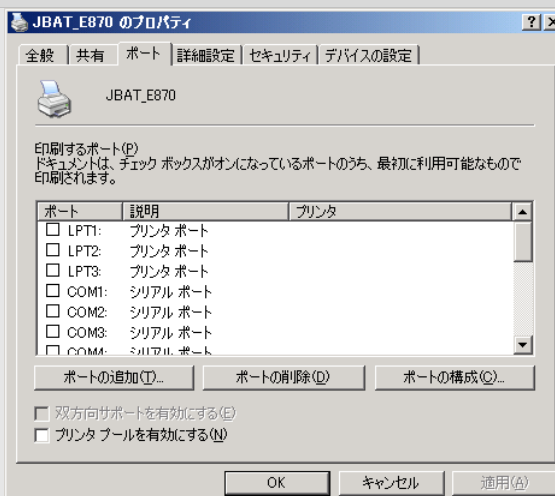 JBAT_E870 のプロパティ
全般 共有 ポート 詳細設定 セキュリティ デバイスの設定
JBAT_E870
印刷するポート(P)
ドキュメントは、チェック ボックスがオンになっているポートのうち、最初に利用可能なもので
印刷されます。
ポート 説明 プリンタ
LPT1: プリンタ ポート
LPT2: プリンタ ポート
LPT3: プリンタ ポート
COM1: シリアル ポート
COM2: シリアル ポート
COM3: シリアル ポート
COM4: シリアル ポート
ポートの追加(T)... ポートの削除(D) ポートの構成(C)...
双方向サポートを有効にする(E)
プリンタ プールを有効にする(N)
OK キャンセル 適用(A)